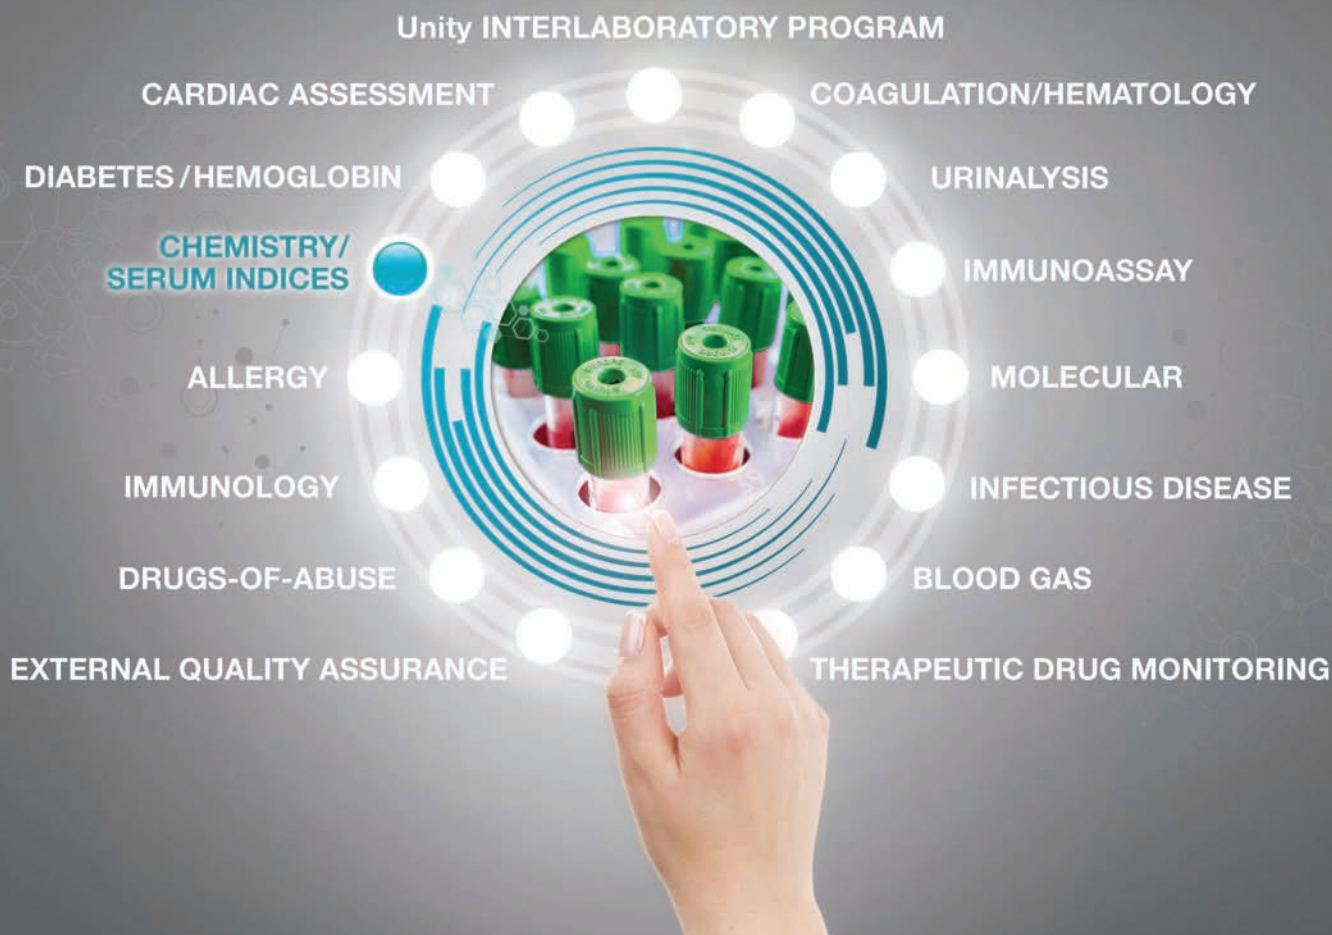 Unity INTERLABORATORY PROGRAM
CARDIAC ASSESSMENT
COAGULATION/HEMATOLOGY
DIABETES/HEMOGLOBIN
URINALYSIS
CHEMISTRY/
SERUM INDICES
IMMUNOASSAY
ALLERGY
MOLECULAR
IMMUNOLOGY
INFECTIOUS DISEASE
DRUGS-OF-ABUSE
BLOOD GAS
EXTERNAL QUALITY ASSURANCE
THERAPEUTIC DRUG MONITORING